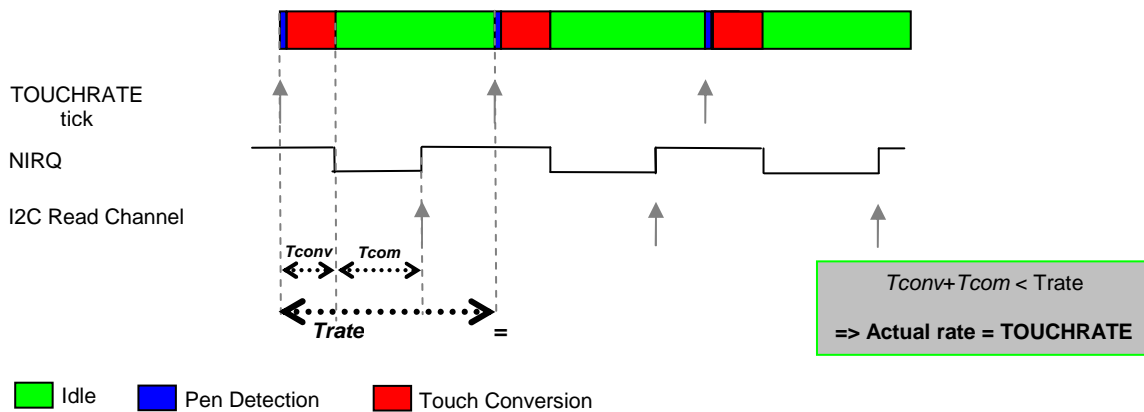 TOUCHRATE
tick
NIRQ
I2C Read Channel
Tconv Tcom
Trate =
Tconv+Tcom < Trate
=> Actual rate = TOUCHRATE
Idle Pen Detection Touch Conversion